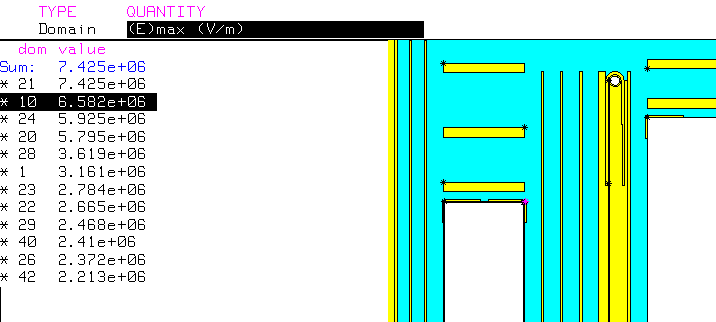 TYPE QUANTITY
Domain (E)max (V/m)
dom value
Sum: 7.425e+06
* 21 7.425e+06
* 10 6.582e+06
* 24 5.925e+06
* 20 5.795e+06
* 28 3.619e+06
* 1 3.161e+06
* 23 2.784e+06
* 22 2.665e+06
* 29 2.468e+06
* 40 2.41e+06
* 26 2.372e+06
* 42 2.213e+06